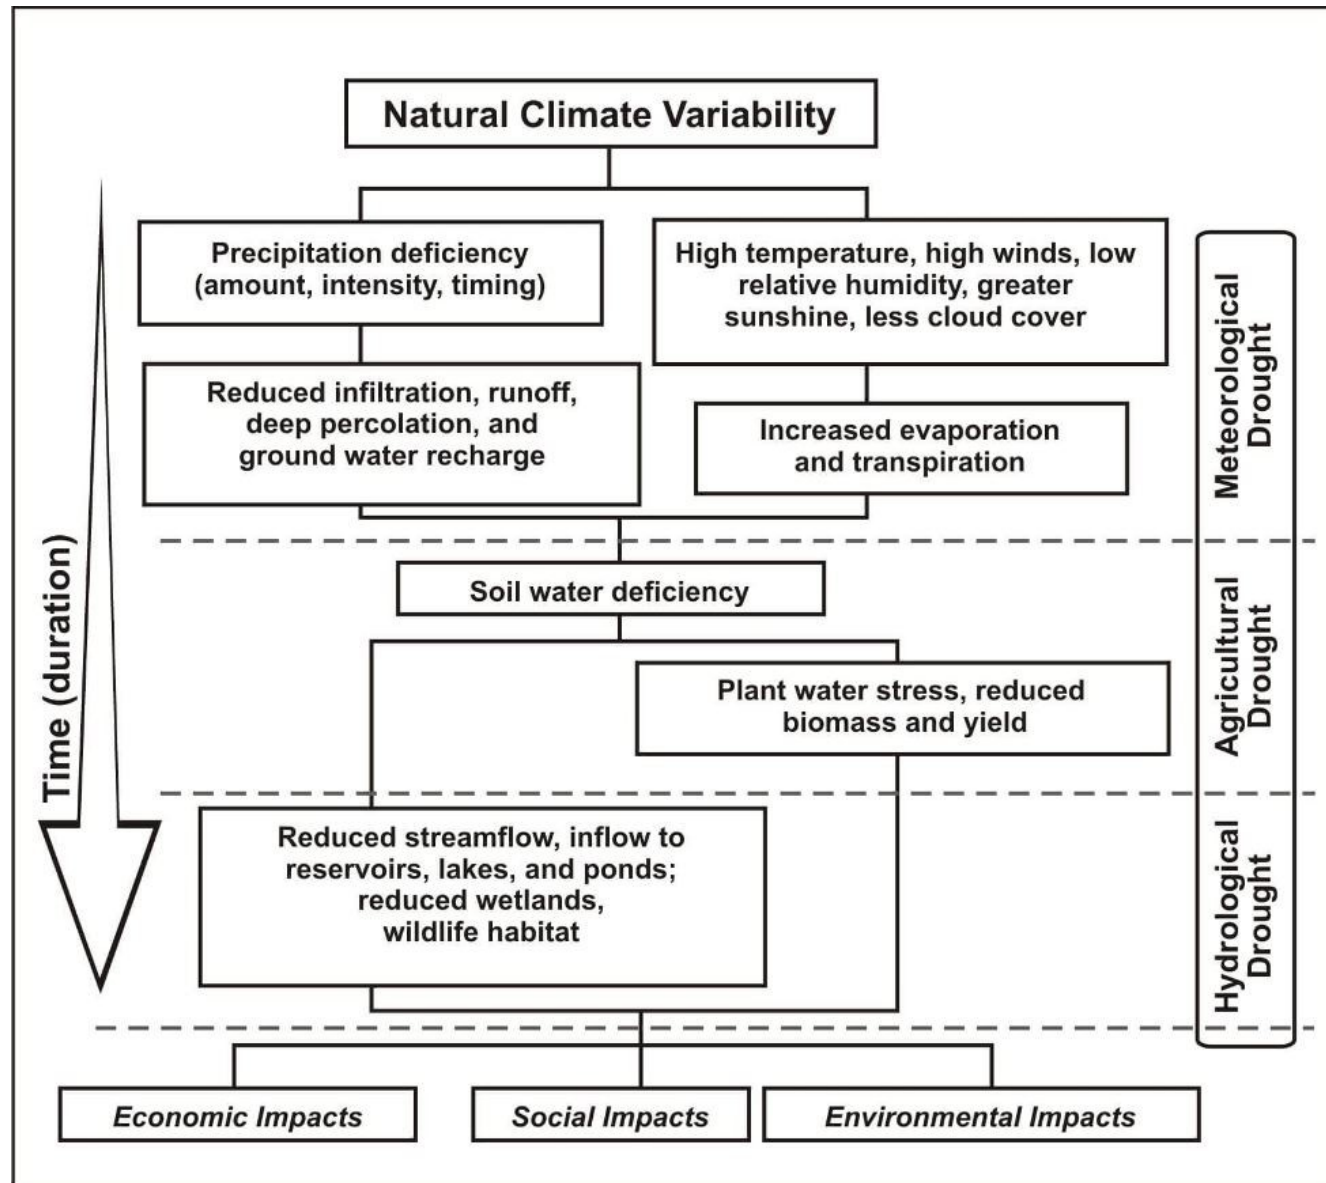 Natural Climate Variability
Precipitation deficiency
(amount, intensity, timing)
High temperature, high winds, low
relative humidity, greater
sunshine, less cloud cover
Reduced infiltration, runoff,
deep percolation, and
ground water recharge
Increased evaporation
and transpiration
Meteorological
Drought
Time (duration)
Soil water deficiency
Plant water stress, reduced
biomass and yield
Agricultural
Drought
Reduced streamflow, inflow to
reservoirs, lakes, and ponds;
reduced wetlands,
wildlife habitat
Hydrological
Drought
Economic Impacts
Social Impacts
Environmental Impacts